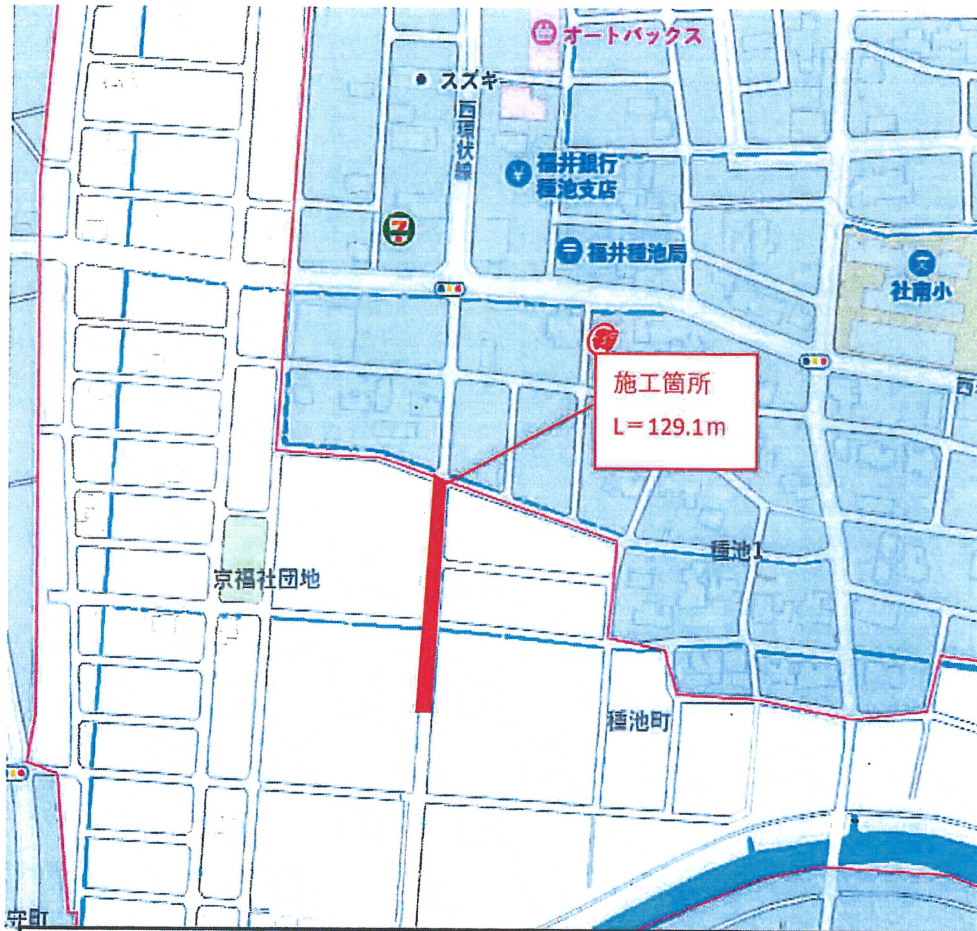 オートバックス
スズキ
西環状線
福井銀行
種池支店
福井種池局
社南小
西
施工箇所
L＝129.1m
種池1
京福社団地
種池町
守町